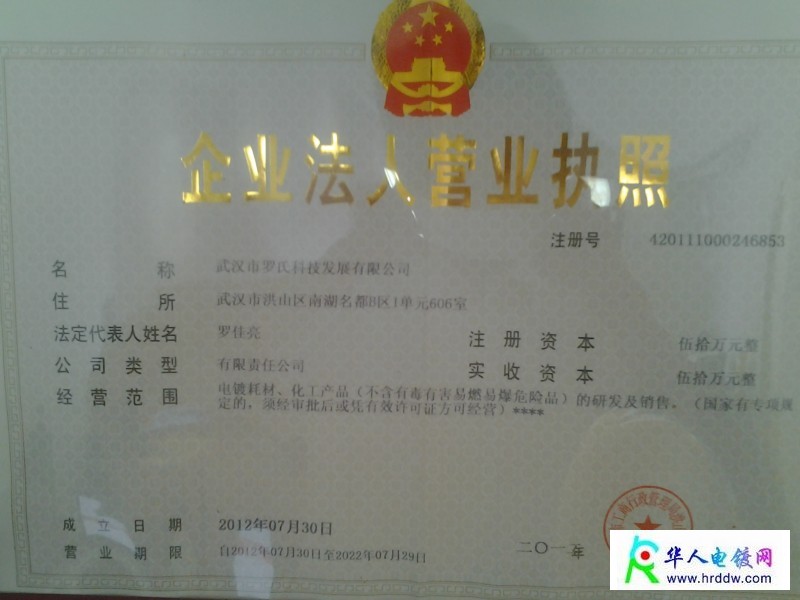 企业法人营业执照
注册号 420111000246853
名称 武汉市罗氏科技发展有限公司
住所 武汉市洪山区南湖名都B区1单元606室
法定代表人姓名 罗佳亮
注册资本 伍拾万元整
公司类型 有限责任公司
实收资本 伍拾万元整
经营范围 电镀耗材、化工产品（不含有毒有害易燃易爆危险品）的研发及销售。（国家有专项规
定的，须经审批后或凭有效许可证方可经营）****
成立日期 2012年07月30日
营业期限 自2012年07月30日至2022年07月29日
二〇一 年
工商行政管理局
华人电镀网
www.hrddw.com